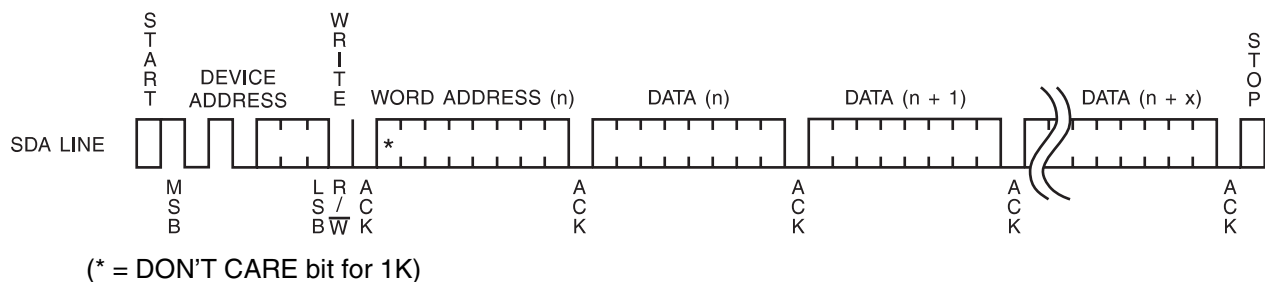 START
WRITE
STOP
DEVICE
ADDRESS
WORD ADDRESS (n)
DATA (n)
DATA (n + 1)
DATA (n + x)
SDA LINE
*
MSB
LSB
R/W
ACK
ACK
ACK
ACK
ACK
(* = DON'T CARE bit for 1K)